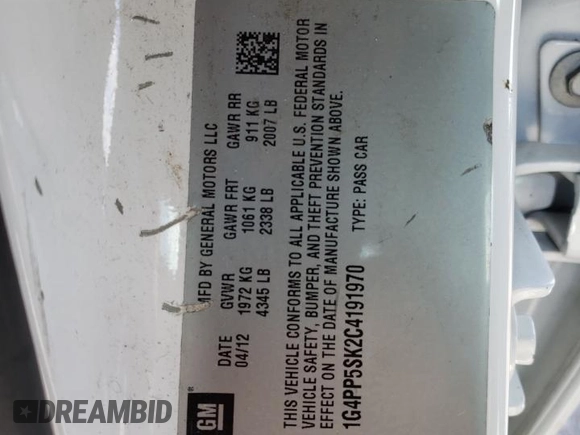 MFD BY GENERAL MOTORS LLC
DATE GVWR GAWR FRT GAWR RR
04/12 1972 KG 1061 KG 911 KG
4345 LB 2338 LB 2007 LB
THIS VEHICLE CONFORMS TO ALL APPLICABLE U.S. FEDERAL MOTOR
VEHICLE SAFETY, BUMPER, AND THEFT PREVENTION STANDARDS IN
EFFECT ON THE DATE OF MANUFACTURE SHOWN ABOVE.
1G4PP5SK2C4191970 TYPE: PASS CAR
GM ®
DREAMBID